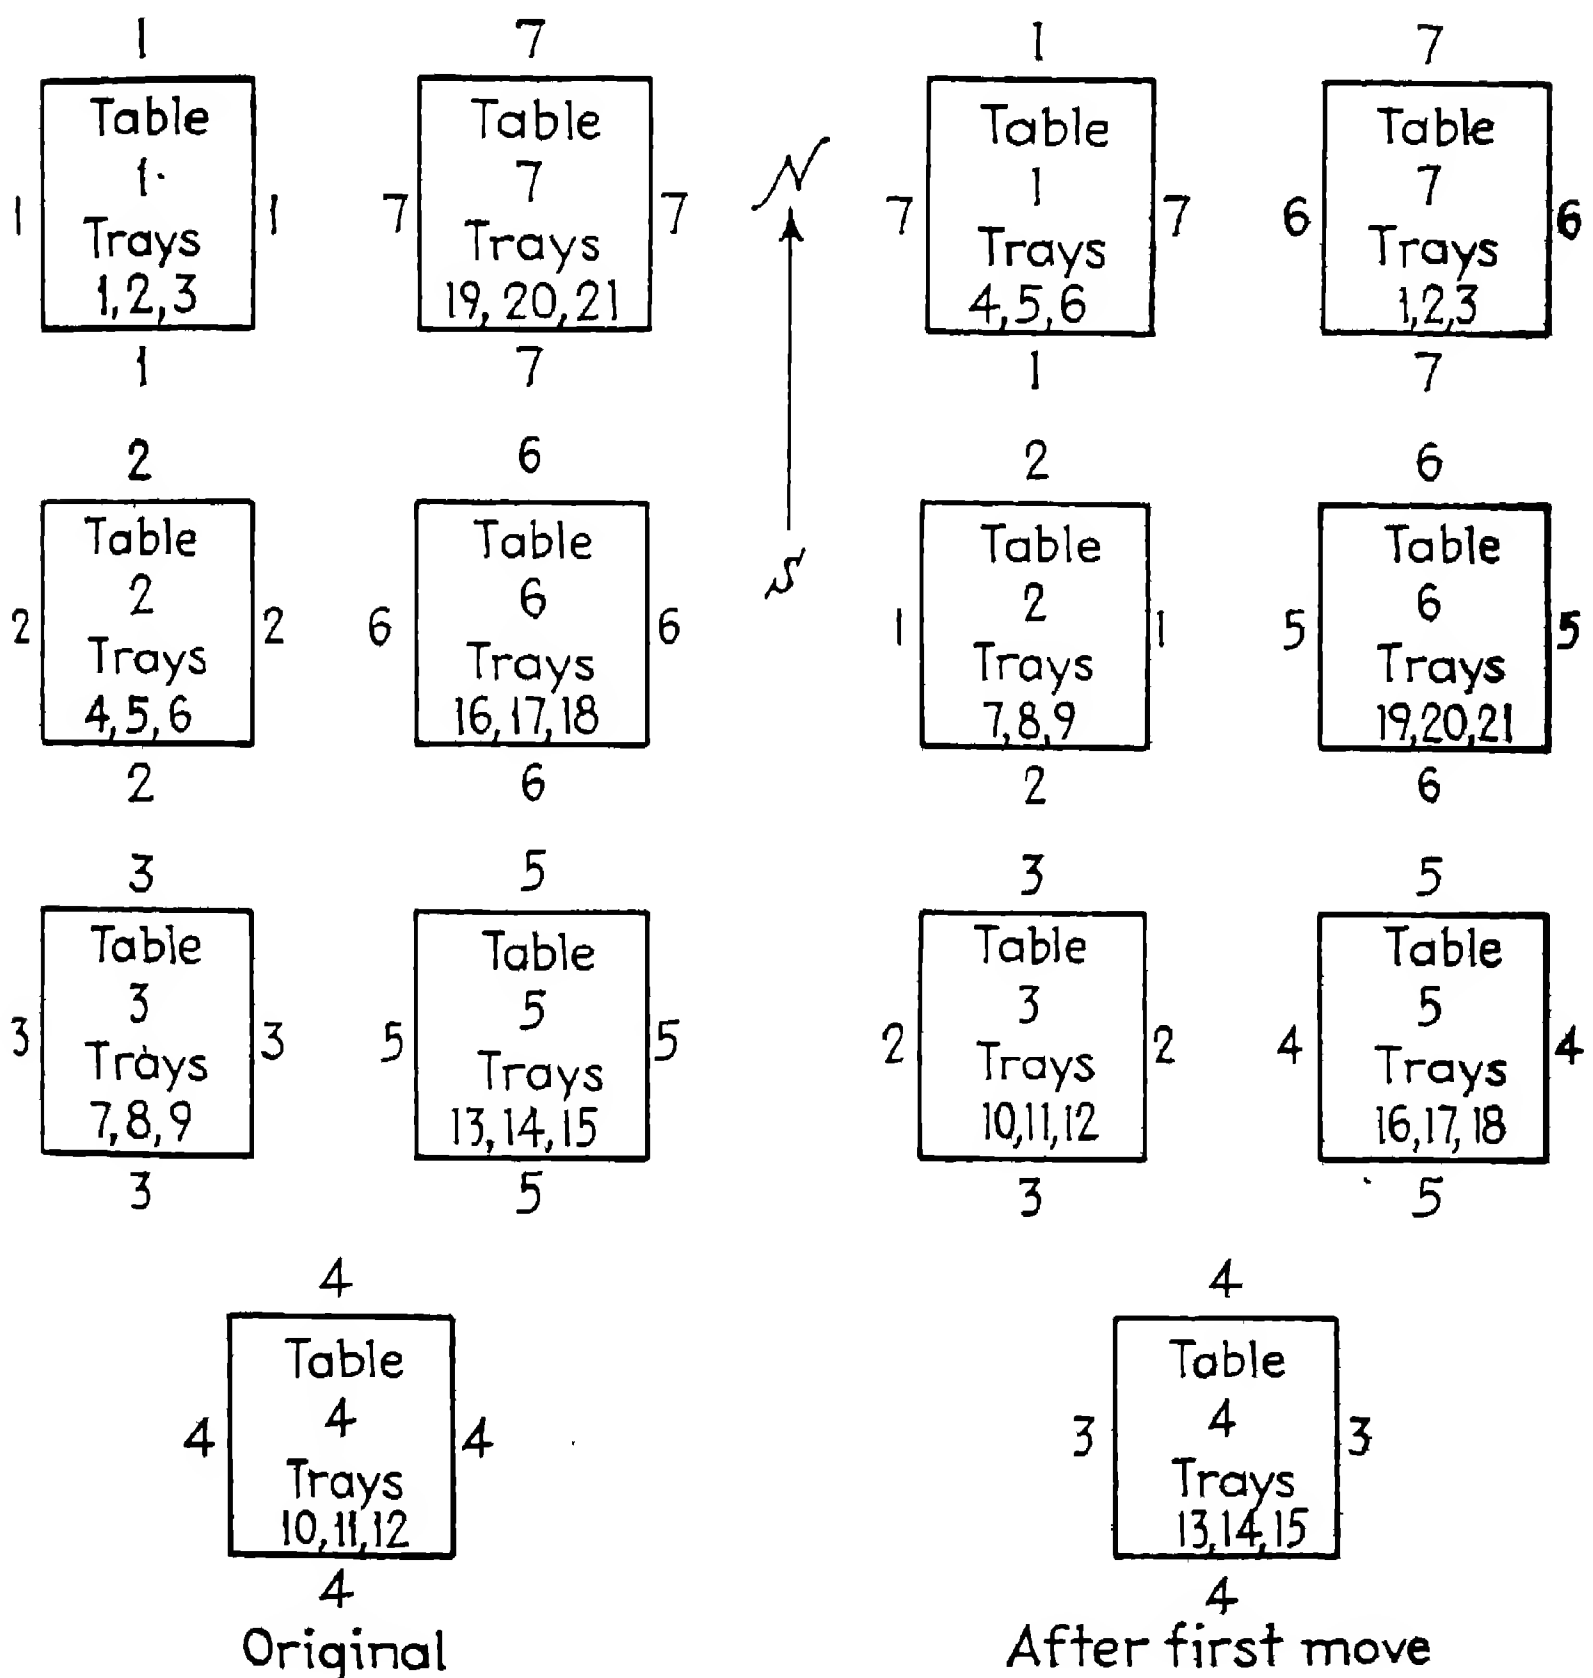 1
Table
1
Trays
1,2,3
1
1
1
7
Table
7
Trays
19, 20, 21
7
7
7
2
Table
2
Trays
4,5,6
2
2
2
6
Table
6
Trays
16,17,18
6
6
6
3
Table
3
Trays
7,8,9
3
3
3
5
Table
5
Trays
13,14,15
5
5
5
4
Table
4
Trays
10,11,12
4
4
4
Original
N
S
1
Table
1
Trays
4,5,6
7
7
1
7
Table
7
Trays
1,2,3
6
6
7
2
Table
2
Trays
7,8,9
1
1
2
6
Table
6
Trays
19,20,21
5
5
6
3
Table
3
Trays
10,11,12
2
2
3
5
Table
5
Trays
16,17,18
4
4
5
4
Table
4
Trays
13,14,15
3
3
4
After first move